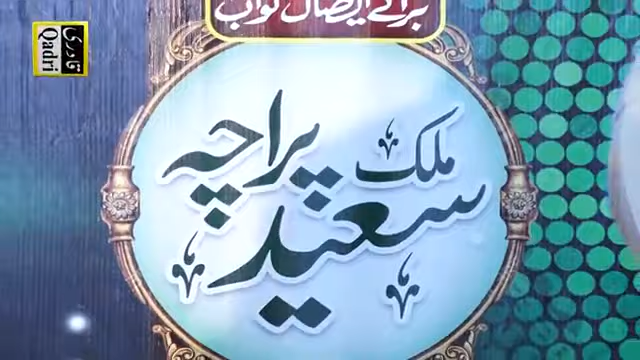 قادری
Qadri
برائے ایصال ثواب
ملک
سعید پراچہ